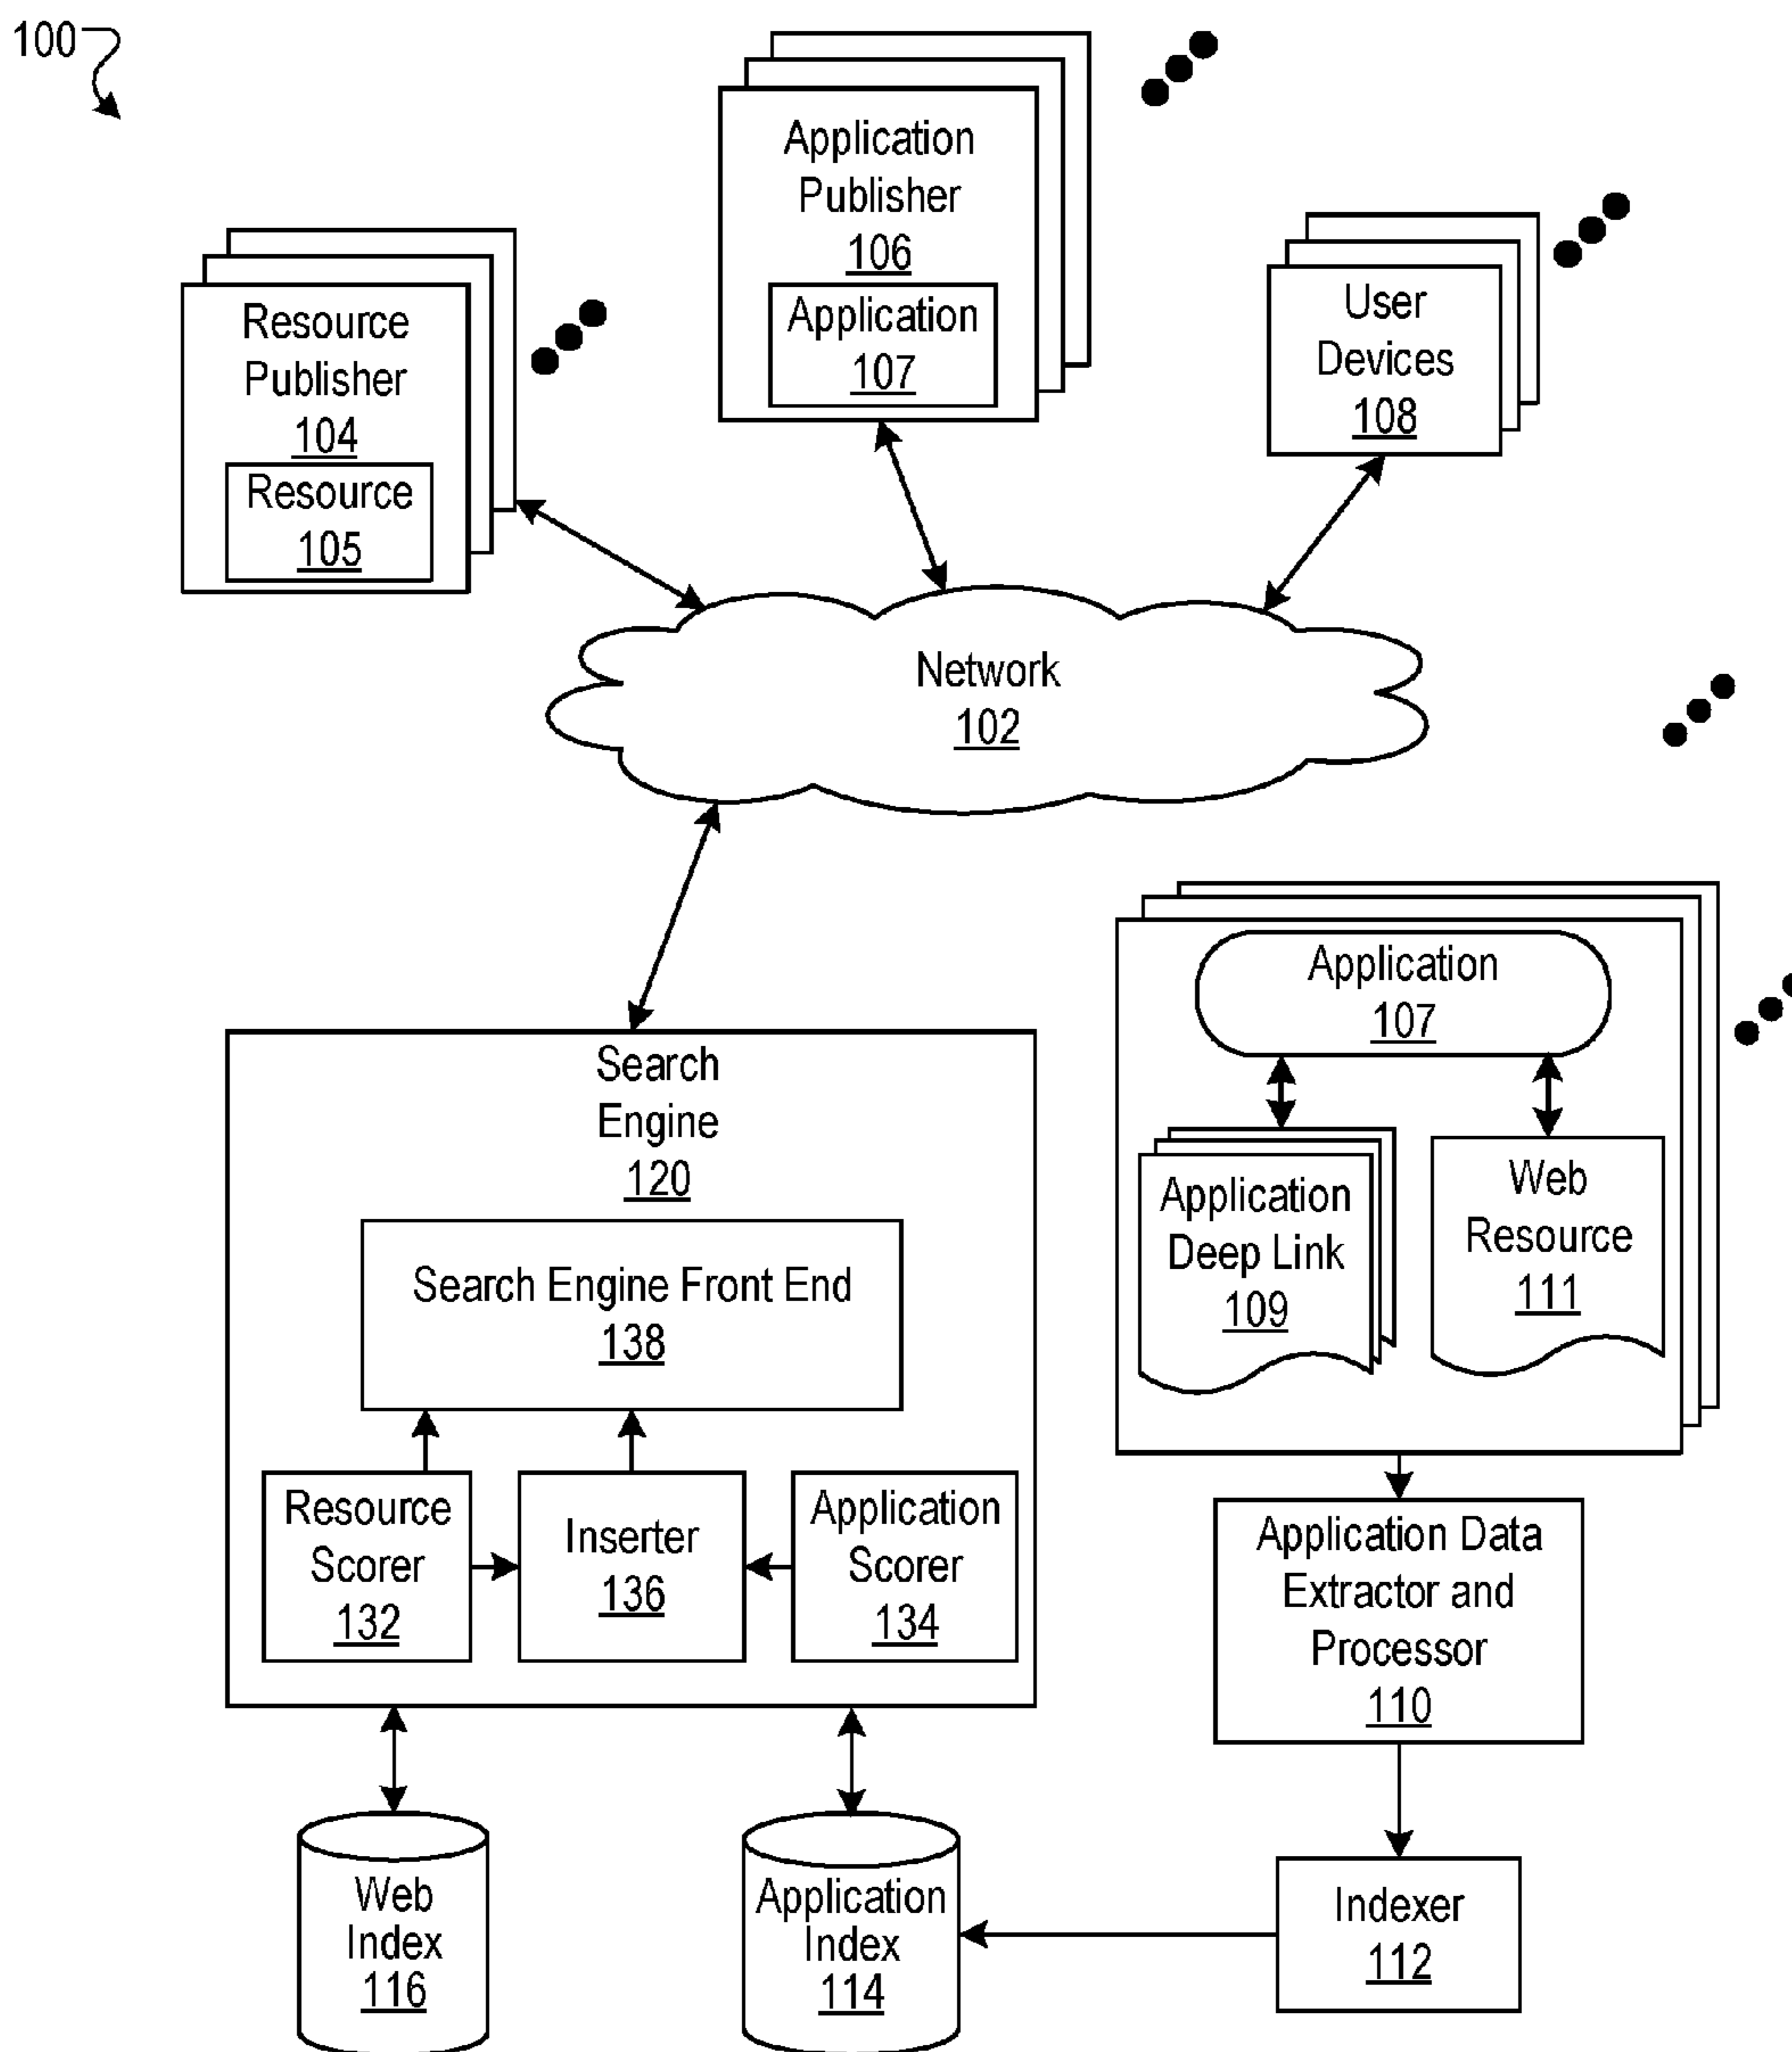 100
Application
Publisher
106
Application
107
Resource
Publisher
104
Resource
105
User
Devices
108
Network
102
Search
Engine
120
Search Engine Front End
138
Resource
Scorer
132
Inserter
136
Application
Scorer
134
Application
107
Application
Deep Link
109
Web
Resource
111
Application Data
Extractor and
Processor
110
Web
Index
116
Application
Index
114
Indexer
112